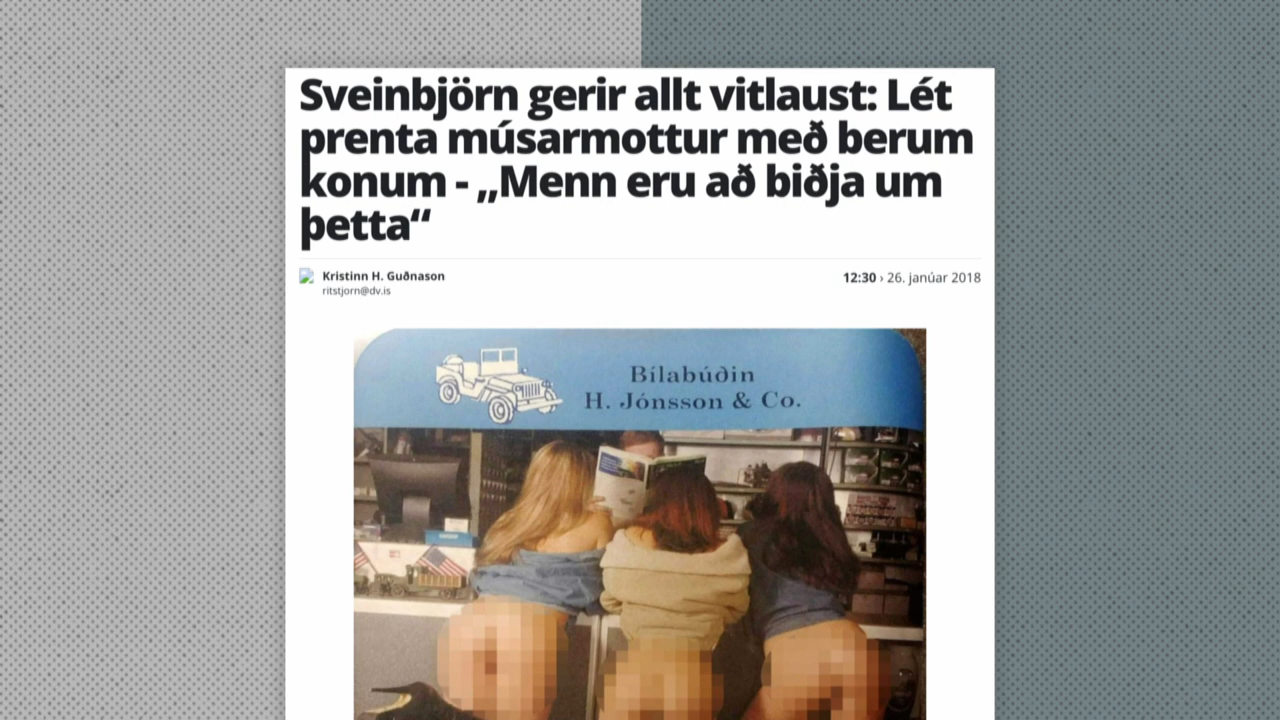 Sveinbjörn gerir allt vitlaust: Lét
prenta músarmottur með berum
konum - „Menn eru að biðja um
þetta“
Kristinn H. Guðnason
ritstjorn@dv.is
12:30 › 26. janúar 2018
Bílabúðin
H. Jónsson & Co.